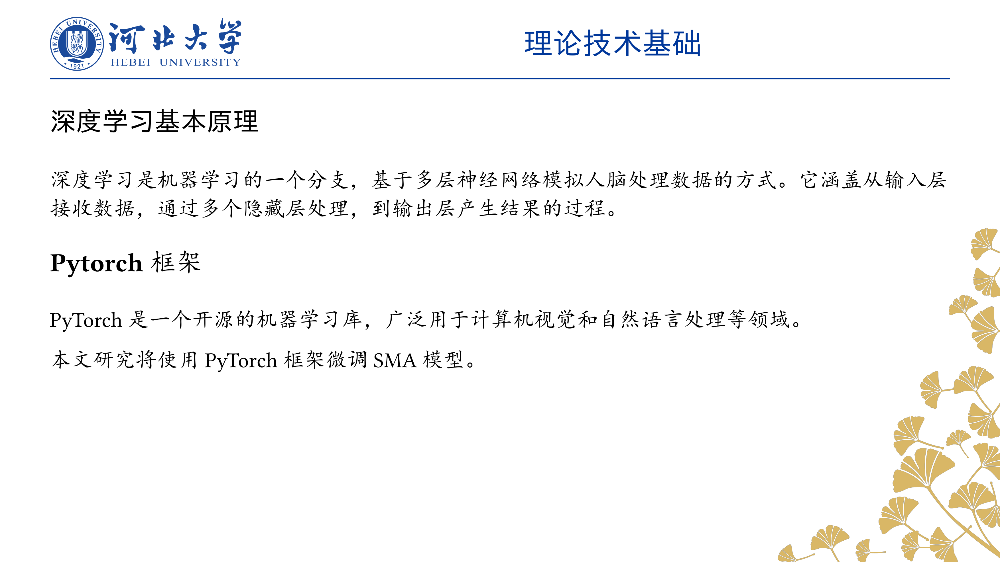 HEBEI UNIVERSITY
河大
北學
1921
河北大学
HEBEI UNIVERSITY
理论技术基础
深度学习基本原理
深度学习是机器学习的一个分支，基于多层神经网络模拟人脑处理数据的方式。它涵盖从输入层
接收数据，通过多个隐藏层处理，到输出层产生结果的过程。
Pytorch 框架
PyTorch 是一个开源的机器学习库，广泛用于计算机视觉和自然语言处理等领域。
本文研究将使用 PyTorch 框架微调 SMA 模型。